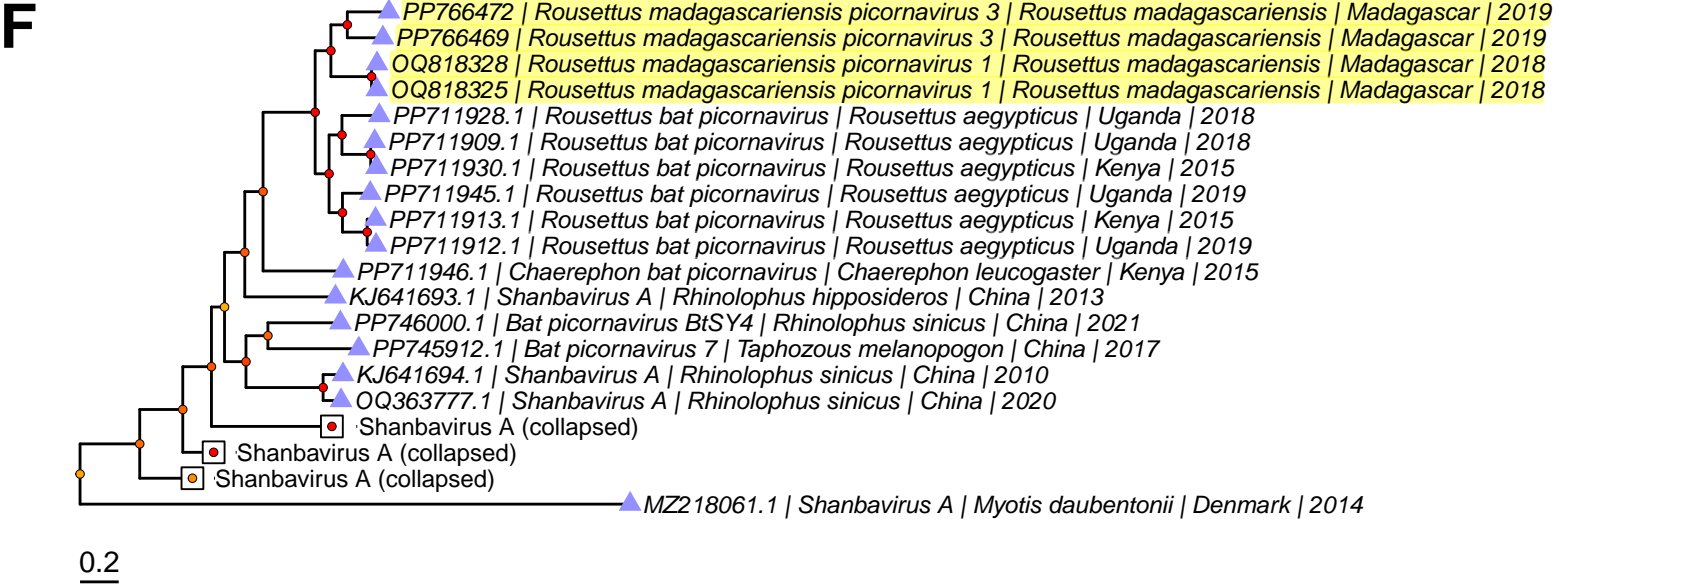 F
PP766472 | Rousettus madagascariensis picornavirus 3 | Rousettus madagascariensis | Madagascar | 2019
PP766469 | Rousettus madagascariensis picornavirus 3 | Rousettus madagascariensis | Madagascar | 2019
OQ818328 | Rousettus madagascariensis picornavirus 1 | Rousettus madagascariensis | Madagascar | 2018
OQ818325 | Rousettus madagascariensis picornavirus 1 | Rousettus madagascariensis | Madagascar | 2018
PP711928.1 | Rousettus bat picornavirus | Rousettus aegypticus | Uganda | 2018
PP711909.1 | Rousettus bat picornavirus | Rousettus aegypticus | Uganda | 2018
PP711930.1 | Rousettus bat picornavirus | Rousettus aegypticus | Kenya | 2015
PP711945.1 | Rousettus bat picornavirus | Rousettus aegypticus | Uganda | 2019
PP711913.1 | Rousettus bat picornavirus | Rousettus aegypticus | Kenya | 2015
PP711912.1 | Rousettus bat picornavirus | Rousettus aegypticus | Uganda | 2019
PP711946.1 | Chaerephon bat picornavirus | Chaerephon leucogaster | Kenya | 2015
KJ641693.1 | Shanbavirus A | Rhinolophus hipposideros | China | 2013
PP746000.1 | Bat picornavirus BtSY4 | Rhinolophus sinicus | China | 2021
PP745912.1 | Bat picornavirus 7 | Taphozous melanopogon | China | 2017
KJ641694.1 | Shanbavirus A | Rhinolophus sinicus | China | 2010
OQ363777.1 | Shanbavirus A | Rhinolophus sinicus | China | 2020
Shanbavirus A (collapsed)
Shanbavirus A (collapsed)
Shanbavirus A (collapsed)
MZ218061.1 | Shanbavirus A | Myotis daubentonii | Denmark | 2014
0.2